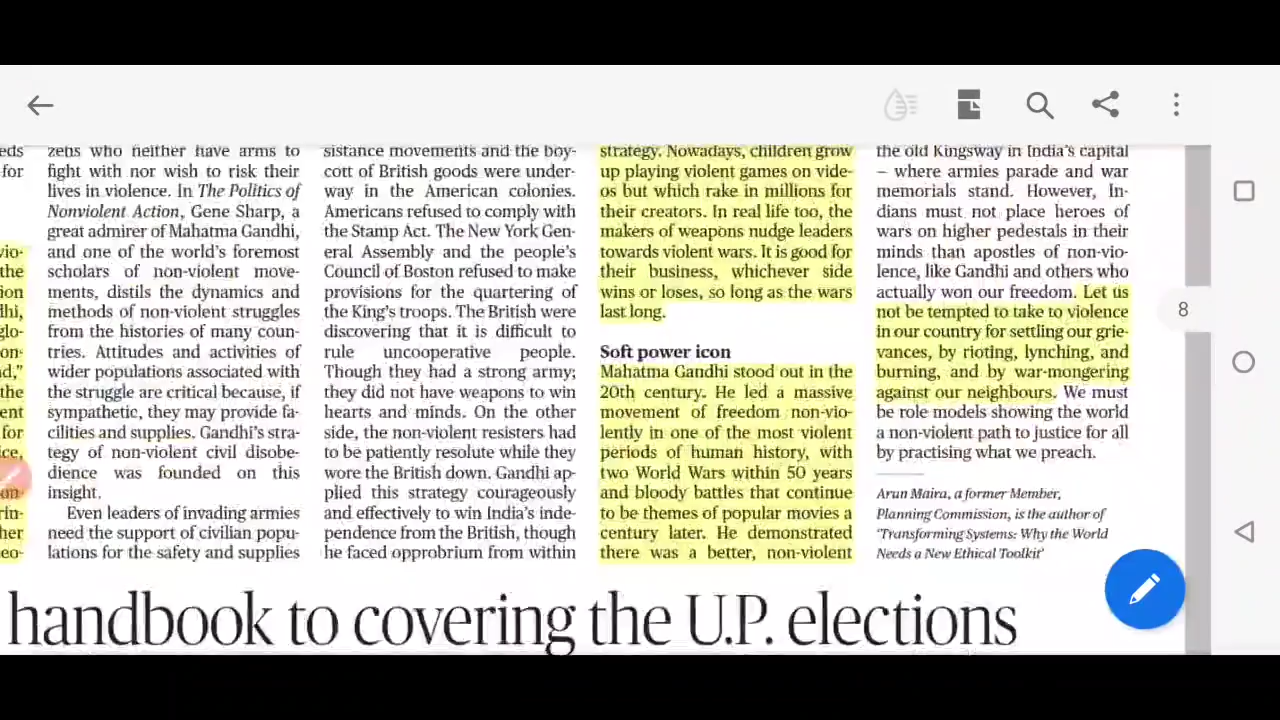 eds
for
vio-
the
ion
lhi,
glo-
on-
d,"
the
ent
for
ice,
on-
rin-
her
eo-
zens who neither have arms to
fight with nor wish to risk their
lives in violence. In The Politics of
Nonviolent Action, Gene Sharp, a
great admirer of Mahatma Gandhi,
and one of the world's foremost
scholars of non-violent move-
ments, distils the dynamics and
methods of non-violent struggles
from the histories of many coun-
tries. Attitudes and activities of
wider populations associated with
the struggle are critical because, if
sympathetic, they may provide fa-
cilities and supplies. Gandhi's stra-
tegy of non-violent civil disobe-
dience was founded on this
insight.
Even leaders of invading armies
need the support of civilian popu-
lations for the safety and supplies
sistance movements and the boy-
cott of British goods were under-
way in the American colonies.
Americans refused to comply with
the Stamp Act. The New York Gen-
eral Assembly and the people's
Council of Boston refused to make
provisions for the quartering of
the King's troops. The British were
discovering that it is difficult to
rule uncooperative people.
Though they had a strong army;
they did not have weapons to win
hearts and minds. On the other
side, the non-violent resisters had
to be patiently resolute while they
wore the British down. Gandhi ap-
plied this strategy courageously
and effectively to win India's inde-
pendence from the British, though
he faced opprobrium from within
strategy. Nowadays, children grow
up playing violent games on vide-
os but which rake in millions for
their creators. In real life too, the
makers of weapons nudge leaders
towards violent wars. It is good for
their business, whichever side
wins or loses, so long as the wars
last long.
Soft power icon
Mahatma Gandhi stood out in the
20th century. He led a massive
movement of freedom non-vio-
lently in one of the most violent
periods of human history, with
two World Wars within 50 years
and bloody battles that continue
to be themes of popular movies a
century later. He demonstrated
there was a better, non-violent
the old Kingsway in India's capital
– where armies parade and war
memorials stand. However, In-
dians must not place heroes of
wars on higher pedestals in their
minds than apostles of non-vio-
lence, like Gandhi and others who
actually won our freedom. Let us
not be tempted to take to violence
in our country for settling our grie-
vances, by rioting, lynching, and
burning, and by war-mongering
against our neighbours. We must
be role models showing the world
a non-violent path to justice for all
by practising what we preach.
Arun Maira, a former Member,
Planning Commission, is the author of
'Transforming Systems: Why the World
Needs a New Ethical Toolkit'
8
handbook to covering the U.P. elections